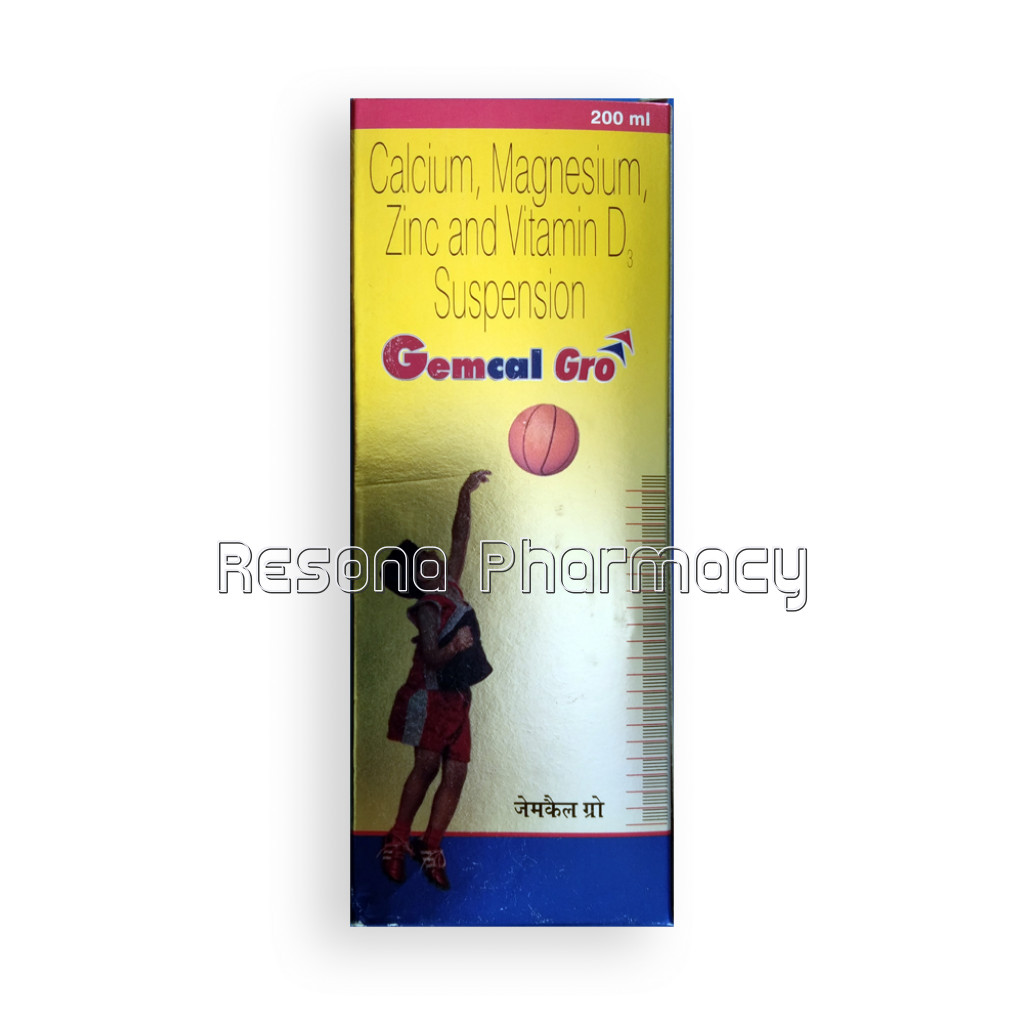 200 ml
Calcium, Magnesium,
Zinc and Vitamin D₃
Suspension
Gemcal Gro
Resona Pharmacy
जेमकैल ग्रो